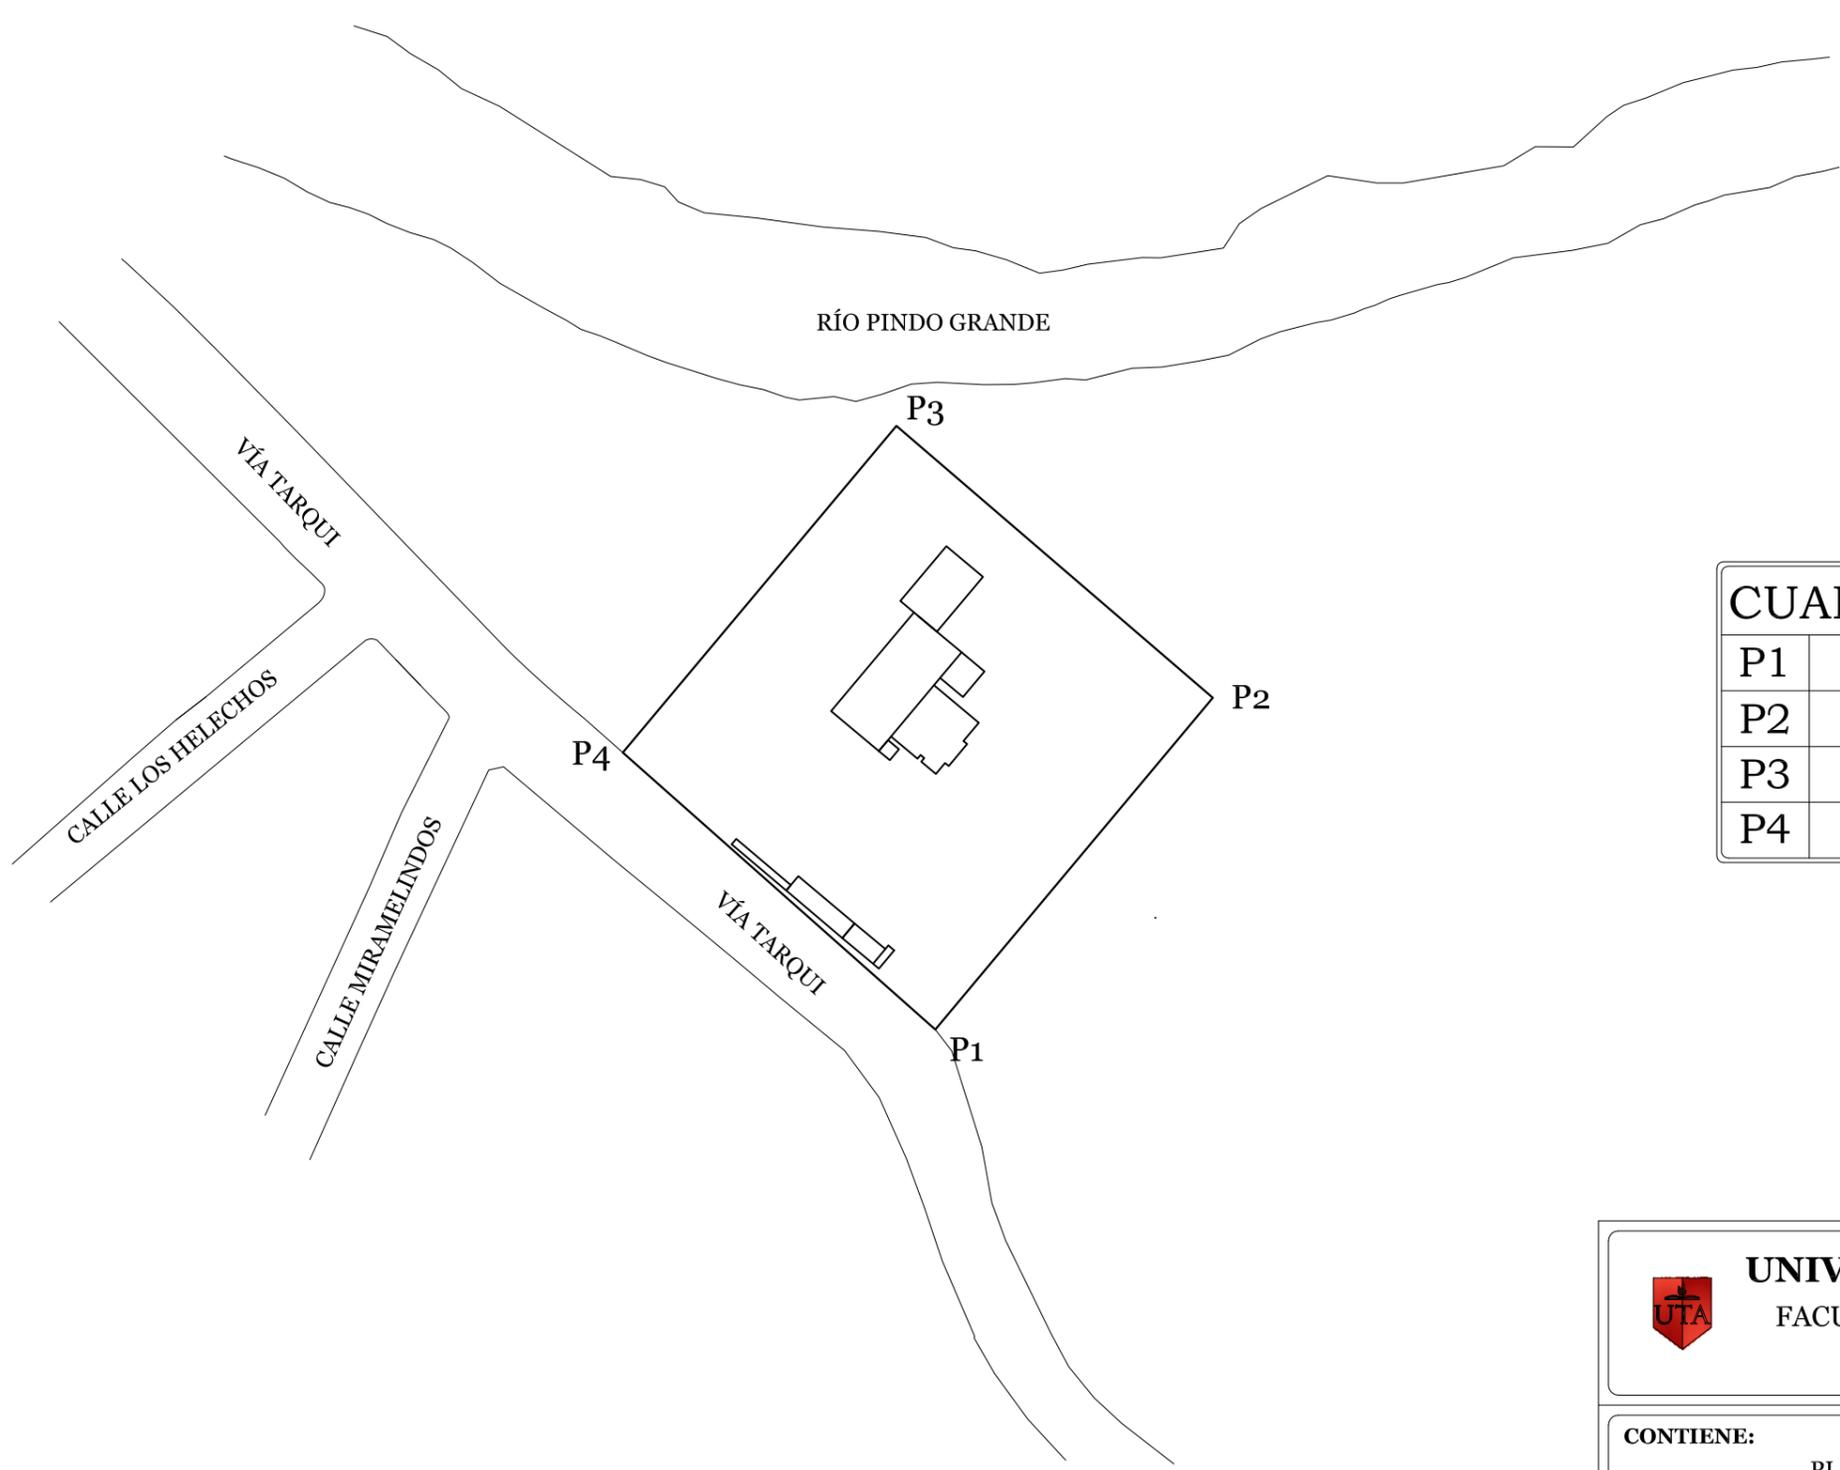 RÍO PINDO GRANDE
P3
VÍA TARQUI
P2
P4
CALLE LOS HELECHOS
CALLE MIRAMELINDOS
VÍA TARQUI
P1
CUA
P1
P2
P3
P4
UNIV
FACU
UTA
CONTIENE: